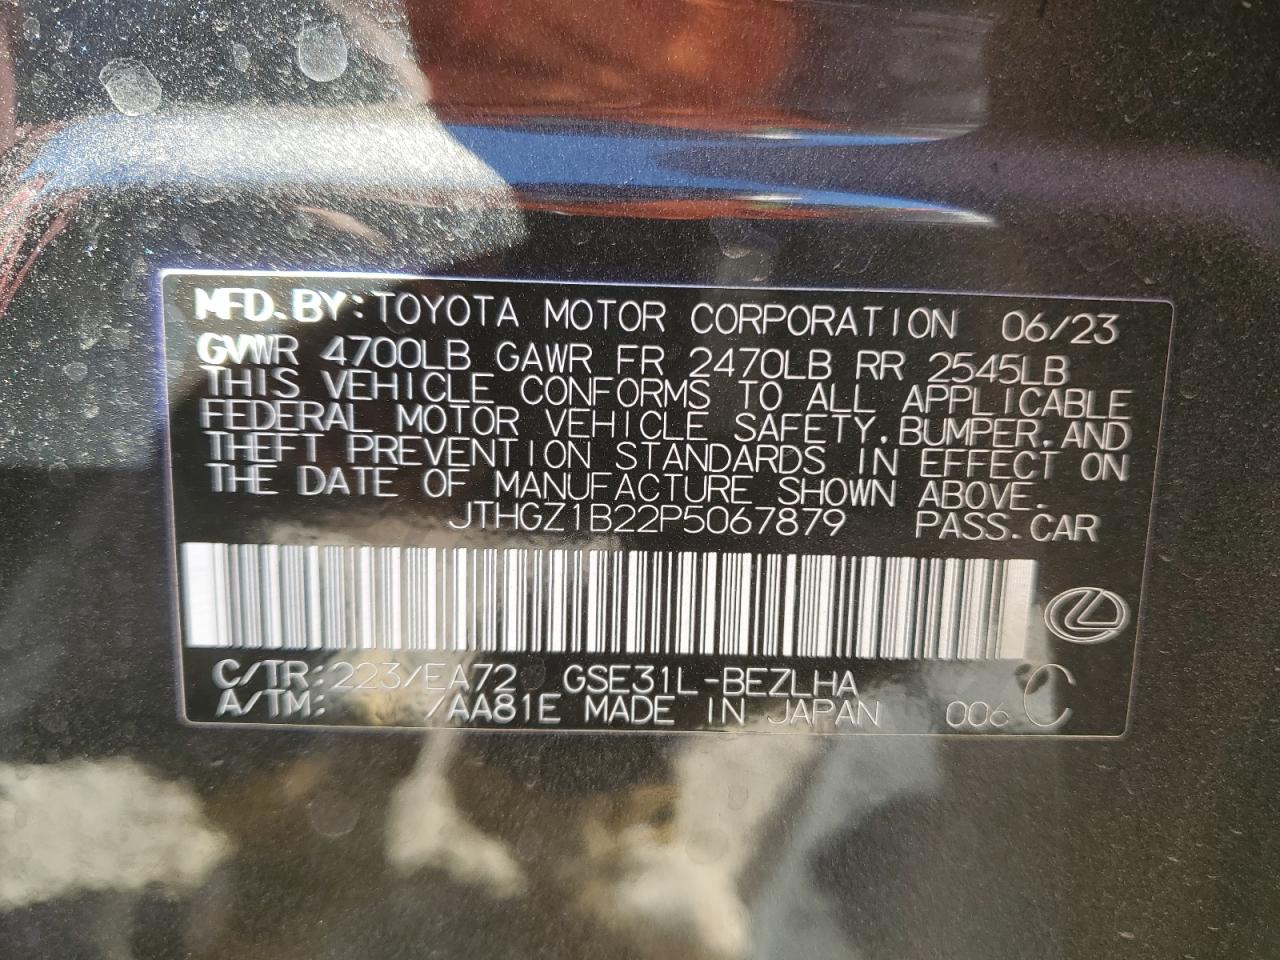 MFD. BY: TOYOTA MOTOR CORPORATION 06/23
GVWR 4700LB GAWR FR 2470LB RR 2545LB
THIS VEHICLE CONFORMS TO ALL APPLICABLE
FEDERAL MOTOR VEHICLE SAFETY, BUMPER, AND
THEFT PREVENTION STANDARDS IN EFFECT ON
THE DATE OF MANUFACTURE SHOWN ABOVE.
JTHGZ1B22P5067879 PASS. CAR
C/TR: 223/EA72 GSE31L-BEZLHA
A/TM: /AA81E MADE IN JAPAN 006 C